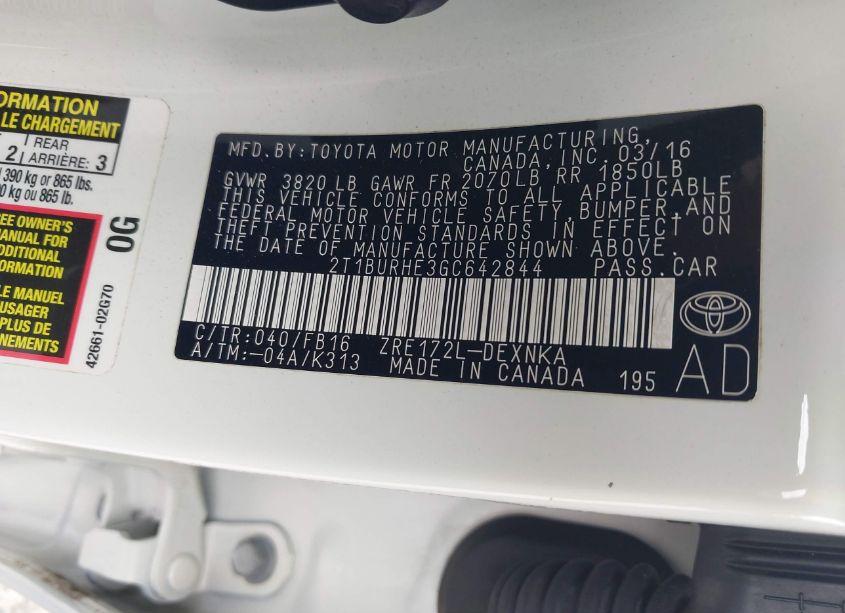 ORMATION
LE CHARGEMENT
2 REAR
ARRIÈRE: 3
390 kg or 865 lbs.
0 kg ou 865 lb.
EE OWNER'S
MANUAL FOR
DDITIONAL
FORMATION
LE MANUEL
USAGER
PLUS DE
NEMENTS
0G
42661-02G70
MFD. BY: TOYOTA MOTOR MANUFACTURING
CANADA, INC. 03/16
GVWR 3820 LB GAWR FR 2070LB RR 1850LB
THIS VEHICLE CONFORMS TO ALL APPLICABLE
FEDERAL MOTOR VEHICLE SAFETY, BUMPER, AND
THEFT PREVENTION STANDARDS IN EFFECT ON
THE DATE OF MANUFACTURE SHOWN ABOVE.
2T1BURHE3GC642844 PASS.CAR
C/TR: 040/FB16 ZRE172L-DEXNKA
A/TM: -04A/K313 MADE IN CANADA 195 AD